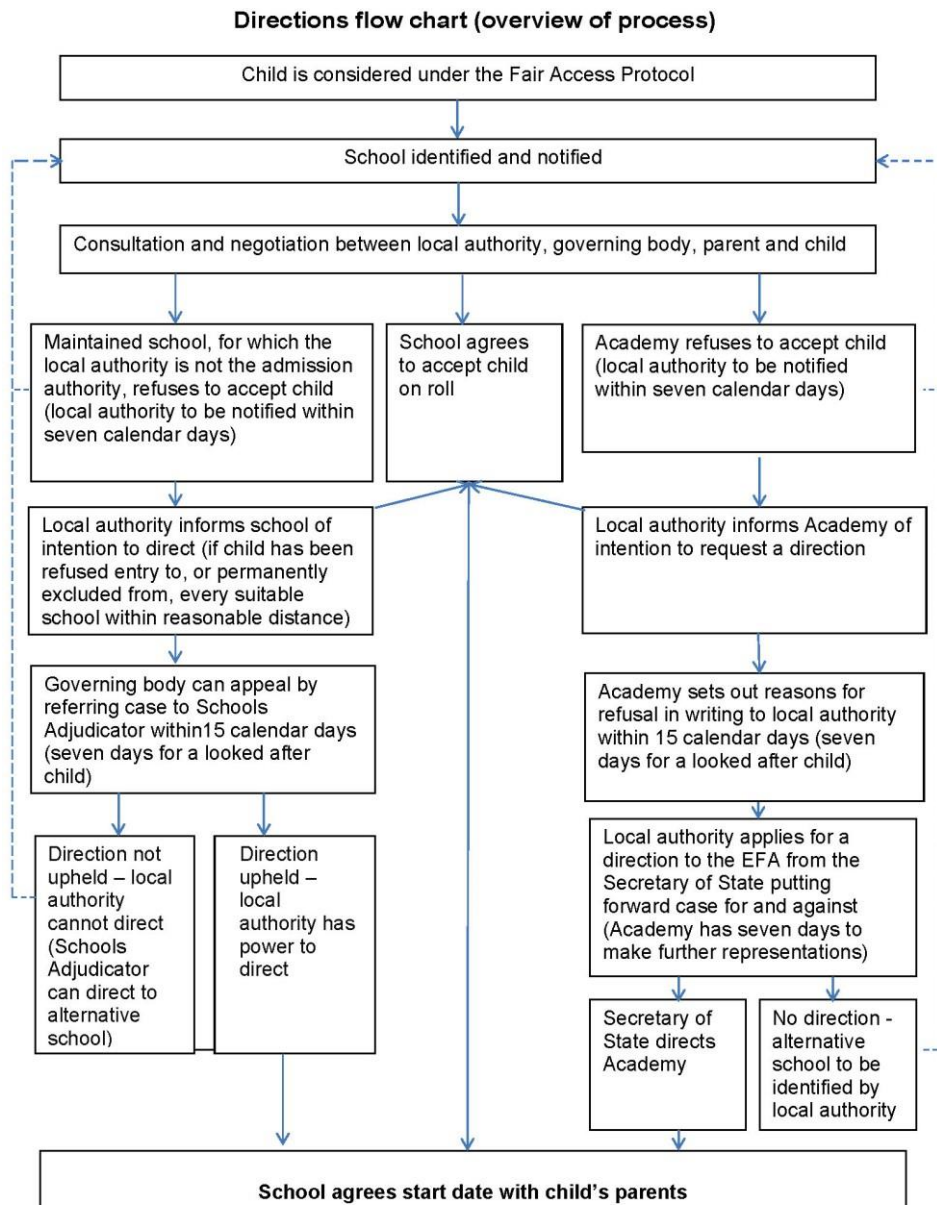 Directions flow chart (overview of process)
Child is considered under the Fair Access Protocol
School identified and notified
Consultation and negotiation between local authority, governing body, parent and child
Maintained school, for which the
local authority is not the admission
authority, refuses to accept child
(local authority to be notified within
seven calendar days)
School agrees
to accept child
on roll
Academy refuses to accept child
(local authority to be notified
within seven calendar days)
Local authority informs school of
intention to direct (if child has been
refused entry to, or permanently
excluded from, every suitable
school within reasonable distance)
Local authority informs Academy of
intention to request a direction
Governing body can appeal by
referring case to Schools
Adjudicator within15 calendar days
(seven days for a looked after
child)
Academy sets out reasons for
refusal in writing to local authority
within 15 calendar days (seven
days for a looked after child)
Direction not
upheld – local
authority
cannot direct
(Schools
Adjudicator
can direct to
alternative
school)
Direction
upheld –
local
authority has
power to
direct
Local authority applies for a
direction to the EFA from the
Secretary of State putting
forward case for and against
(Academy has seven days to
make further representations)
Secretary of
State directs
Academy
No direction -
alternative
school to be
identified by
local authority
School agrees start date with child's parents